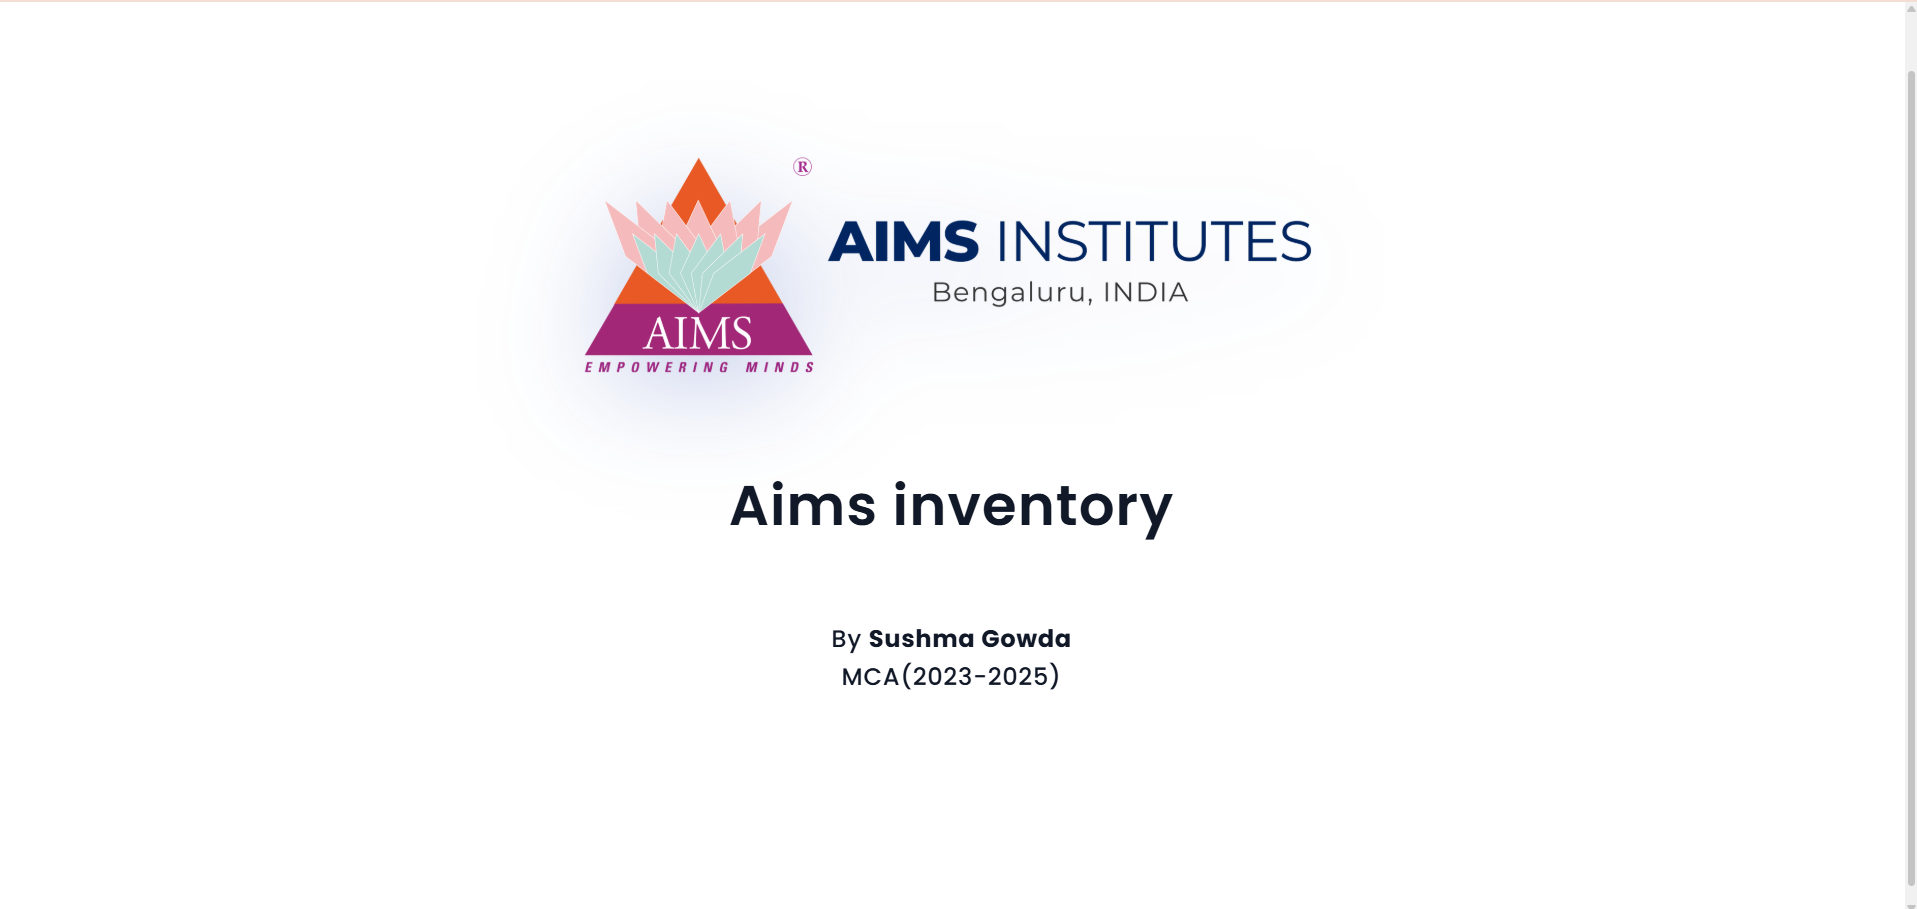 ®
AIMS INSTITUTES
Bengaluru, INDIA
AIMS
EMPOWERING MINDS
Aims inventory
By Sushma Gowda
MCA(2023-2025)